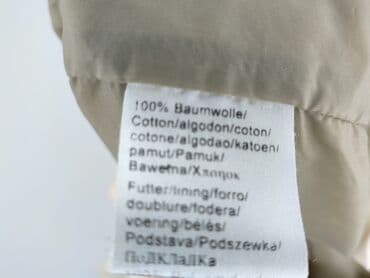 100% Baumwolle/
Cotton/algodon/coton/
cotone/algodao/katoen/
pamut/Pamuk/
Bawełna/Хлопок
Futter/lining/forro/
doublure/fodera/
voering/bélés/
Podstava/Podszewka/
ПоДКЛаДКа